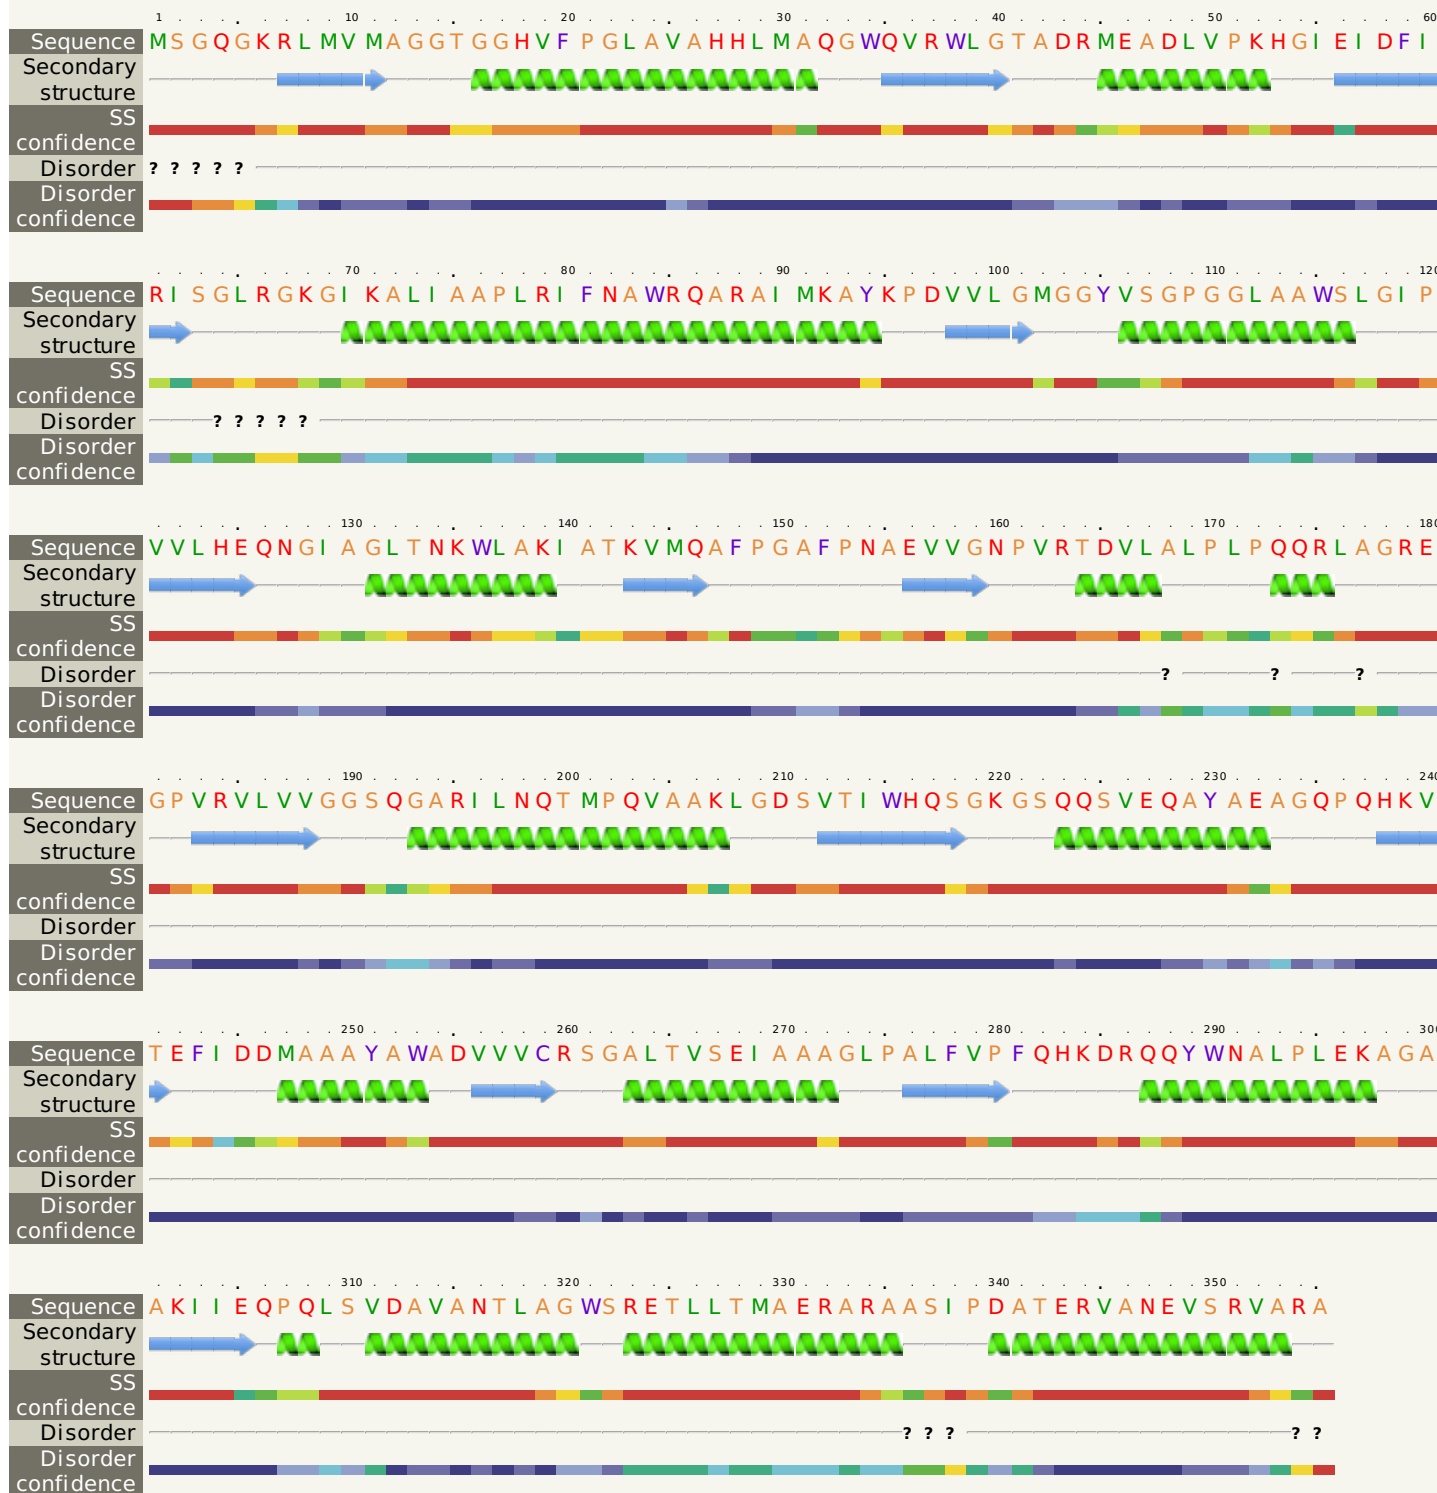 1 . . . . . . . . 10 . . . . . . . . . 20 . . . . . . . . . 30 . . . . . . . . . 40 . . . . . . . . . 50 . . . . . . . . . 60
Sequence M S G Q G K R L M V M A G G T G G H V F P G L A V A H H L M A Q G W Q V R W L G T A D R M E A D L V P K H G I E I D F I
Secondary
structure
SS
confidence
Disorder ? ? ? ? ?
Disorder
confidence
. . . . . . . . . 70 . . . . . . . . . 80 . . . . . . . . . 90 . . . . . . . . . 100 . . . . . . . . . 110 . . . . . . . . . 120
Sequence R I S G L R G K G I K A L I A A P L R I F N A W R Q A R A I M K A Y K P D V V L G M G G Y V S G P G G L A A W S L G I P
Secondary
structure
SS
confidence
Disorder ? ? ? ? ?
Disorder
confidence
. . . . . . . . . 130 . . . . . . . . . 140 . . . . . . . . . 150 . . . . . . . . . 160 . . . . . . . . . 170 . . . . . . . . . 180
Sequence V V L H E Q N G I A G L T N K W L A K I A T K V M Q A F P G A F P N A E V V G N P V R T D V L A L P L P Q Q R L A G R E
Secondary
structure
SS
confidence
Disorder ? ? ?
Disorder
confidence
. . . . . . . . . 190 . . . . . . . . . 200 . . . . . . . . . 210 . . . . . . . . . 220 . . . . . . . . . 230 . . . . . . . . . 240
Sequence G P V R V L V V G G S Q G A R I L N Q T M P Q V A A K L G D S V T I W H Q S G K G S Q Q S V E Q A Y A E A G Q P Q H K V
Secondary
structure
SS
confidence
Disorder
Disorder
confidence
. . . . . . . . . 250 . . . . . . . . . 260 . . . . . . . . . 270 . . . . . . . . . 280 . . . . . . . . . 290 . . . . . . . . . 300
Sequence T E F I D D M A A A Y A W A D V V V C R S G A L T V S E I A A A G L P A L F V P F Q H K D R Q Q Y W N A L P L E K A G A
Secondary
structure
SS
confidence
Disorder
Disorder
confidence
. . . . . . . . . 310 . . . . . . . . . 320 . . . . . . . . . 330 . . . . . . . . . 340 . . . . . . . . . 350 . . . . .
Sequence A K I I E Q P Q L S V D A V A N T L A G W S R E T L L T M A E R A R A A S I P D A T E R V A N E V S R V A R A
Secondary
structure
SS
confidence
Disorder ? ? ? ? ?
Disorder
confidence